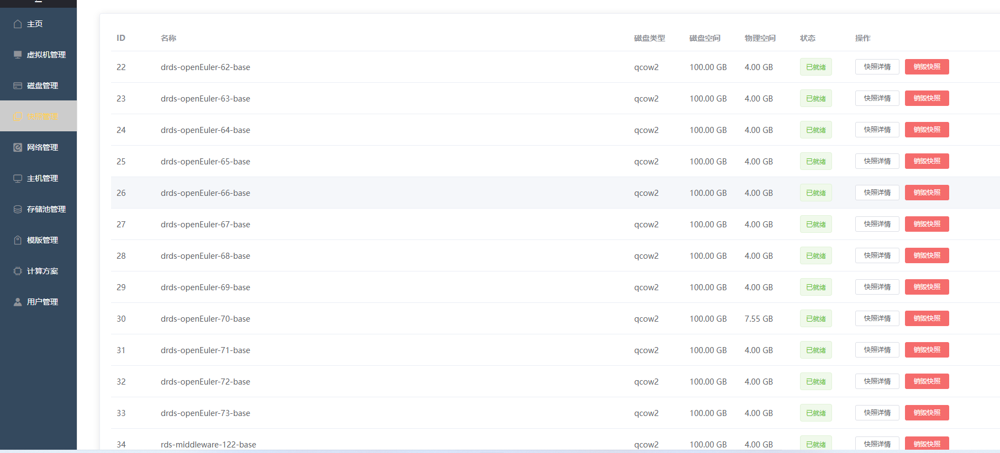 主页
虚拟机管理
磁盘管理
快照管理
网络管理
主机管理
存储池管理
模版管理
计算方案
用户管理
ID 名称 磁盘类型 磁盘空间 物理空间 状态 操作
22 drds-openEuler-62-base qcow2 100.00 GB 4.00 GB 已就绪 快照详情 销毁快照
23 drds-openEuler-63-base qcow2 100.00 GB 4.00 GB 已就绪 快照详情 销毁快照
24 drds-openEuler-64-base qcow2 100.00 GB 4.00 GB 已就绪 快照详情 销毁快照
25 drds-openEuler-65-base qcow2 100.00 GB 4.00 GB 已就绪 快照详情 销毁快照
26 drds-openEuler-66-base qcow2 100.00 GB 4.00 GB 已就绪 快照详情 销毁快照
27 drds-openEuler-67-base qcow2 100.00 GB 4.00 GB 已就绪 快照详情 销毁快照
28 drds-openEuler-68-base qcow2 100.00 GB 4.00 GB 已就绪 快照详情 销毁快照
29 drds-openEuler-69-base qcow2 100.00 GB 4.00 GB 已就绪 快照详情 销毁快照
30 drds-openEuler-70-base qcow2 100.00 GB 7.55 GB 已就绪 快照详情 销毁快照
31 drds-openEuler-71-base qcow2 100.00 GB 4.00 GB 已就绪 快照详情 销毁快照
32 drds-openEuler-72-base qcow2 100.00 GB 4.00 GB 已就绪 快照详情 销毁快照
33 drds-openEuler-73-base qcow2 100.00 GB 4.00 GB 已就绪 快照详情 销毁快照
34 rds-middleware-122-base qcow2 100.00 GB 4.00 GB 已就绪 快照详情 销毁快照